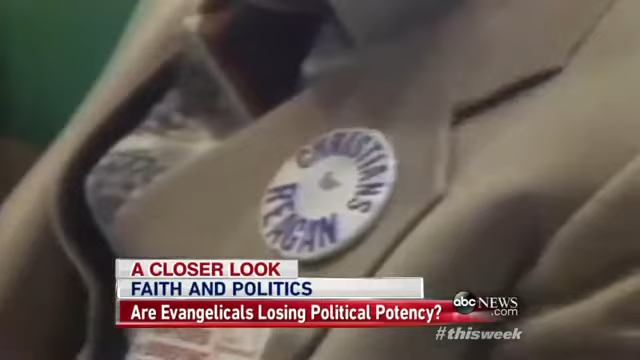 CHRISTIANS
REAGAN
A CLOSER LOOK
FAITH AND POLITICS
Are Evangelicals Losing Political Potency?
abc NEWS
.com
#thisweek